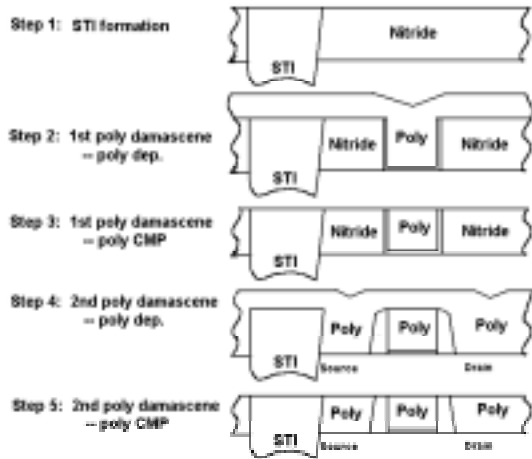 Step 1: STI formation
Nitride
STI
Step 2: 1st poly damascene
-- poly dep.
Nitride
Poly
Nitride
STI
Step 3: 1st poly damascene
-- poly CMP
Nitride
Poly
Nitride
STI
Step 4: 2nd poly damascene
-- poly dep.
Poly
Poly
Poly
STI
Source
Drain
Step 5: 2nd poly damascene
-- poly CMP
Poly
Poly
Poly
STI
Source
Drain